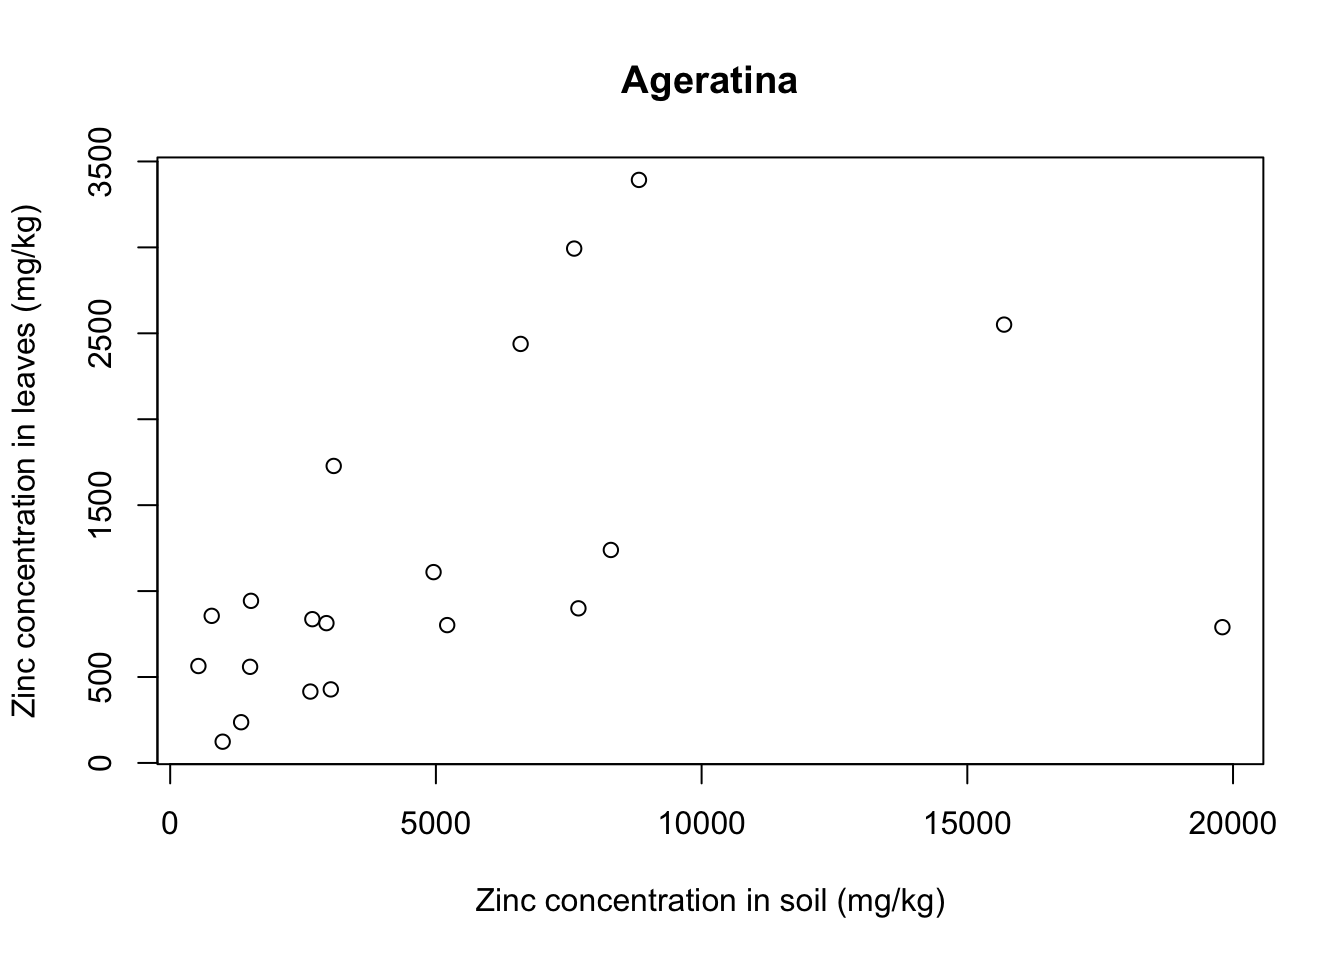 Ageratina
Zinc concentration in leaves (mg/kg)
3500
2500
1500
500
0
0 5000 10000 15000 20000
Zinc concentration in soil (mg/kg)